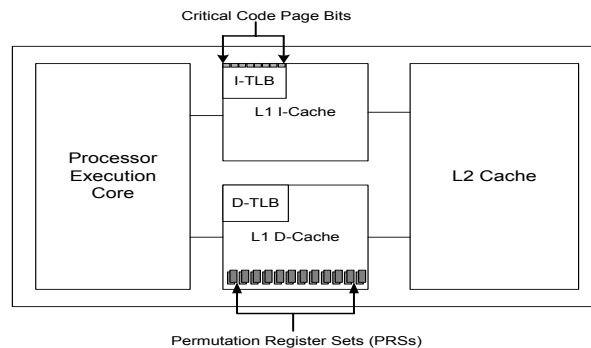 Critical Code Page Bits
I-TLB
L1 I-Cache
Processor
Execution
Core
L2 Cache
D-TLB
L1 D-Cache
Permutation Register Sets (PRSs)